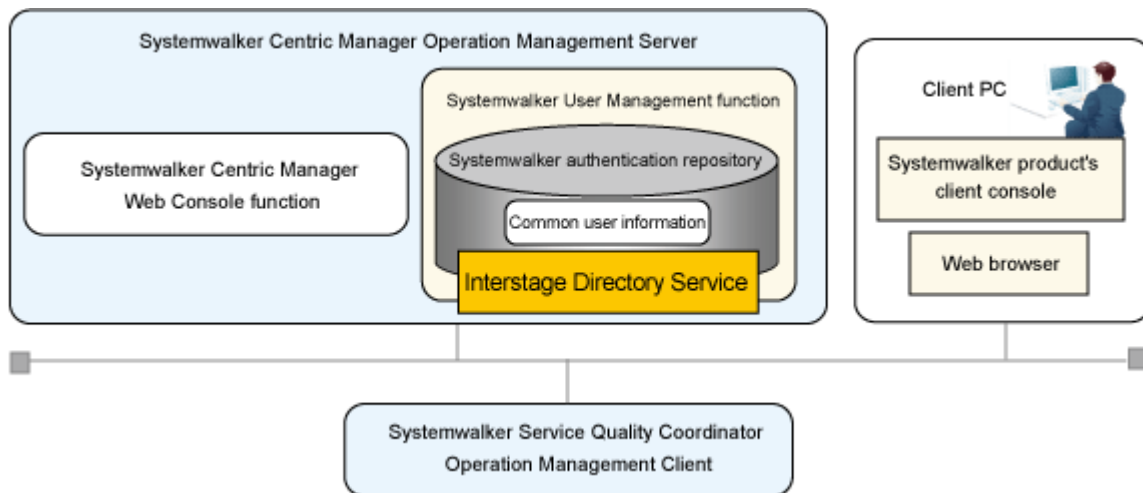 Systemwalker Centric Manager Operation Management Server
Systemwalker User Management function
Systemwalker authentication repository
Common user information
Interstage Directory Service
Systemwalker Centric Manager
Web Console function
Client PC
Systemwalker product's
client console
Web browser
Systemwalker Service Quality Coordinator
Operation Management Client